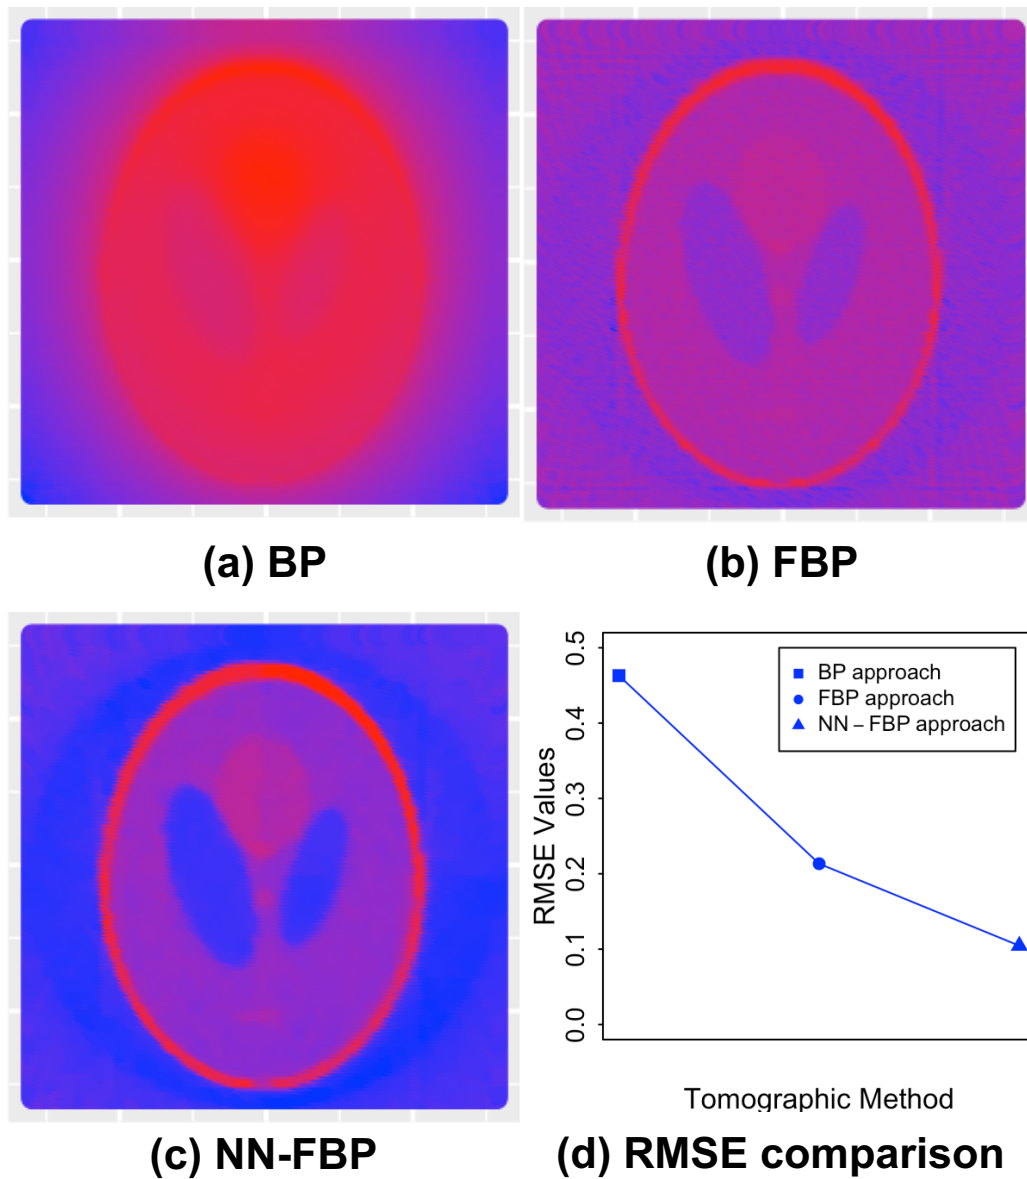 (a) BP
(b) FBP
0.5
0.4
0.3
0.2
0.1
0.0
RMSE Values
BP approach
FBP approach
NN – FBP approach
Tomographic Method
(c) NN-FBP
(d) RMSE comparison